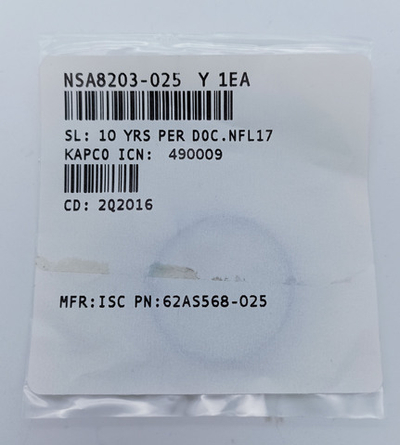 NSA8203-025 Y 1EA
SL: 10 YRS PER DOC.NFL17
KAPCO ICN: 490009
CD: 2Q2016
MFR:ISC PN:62AS568-025